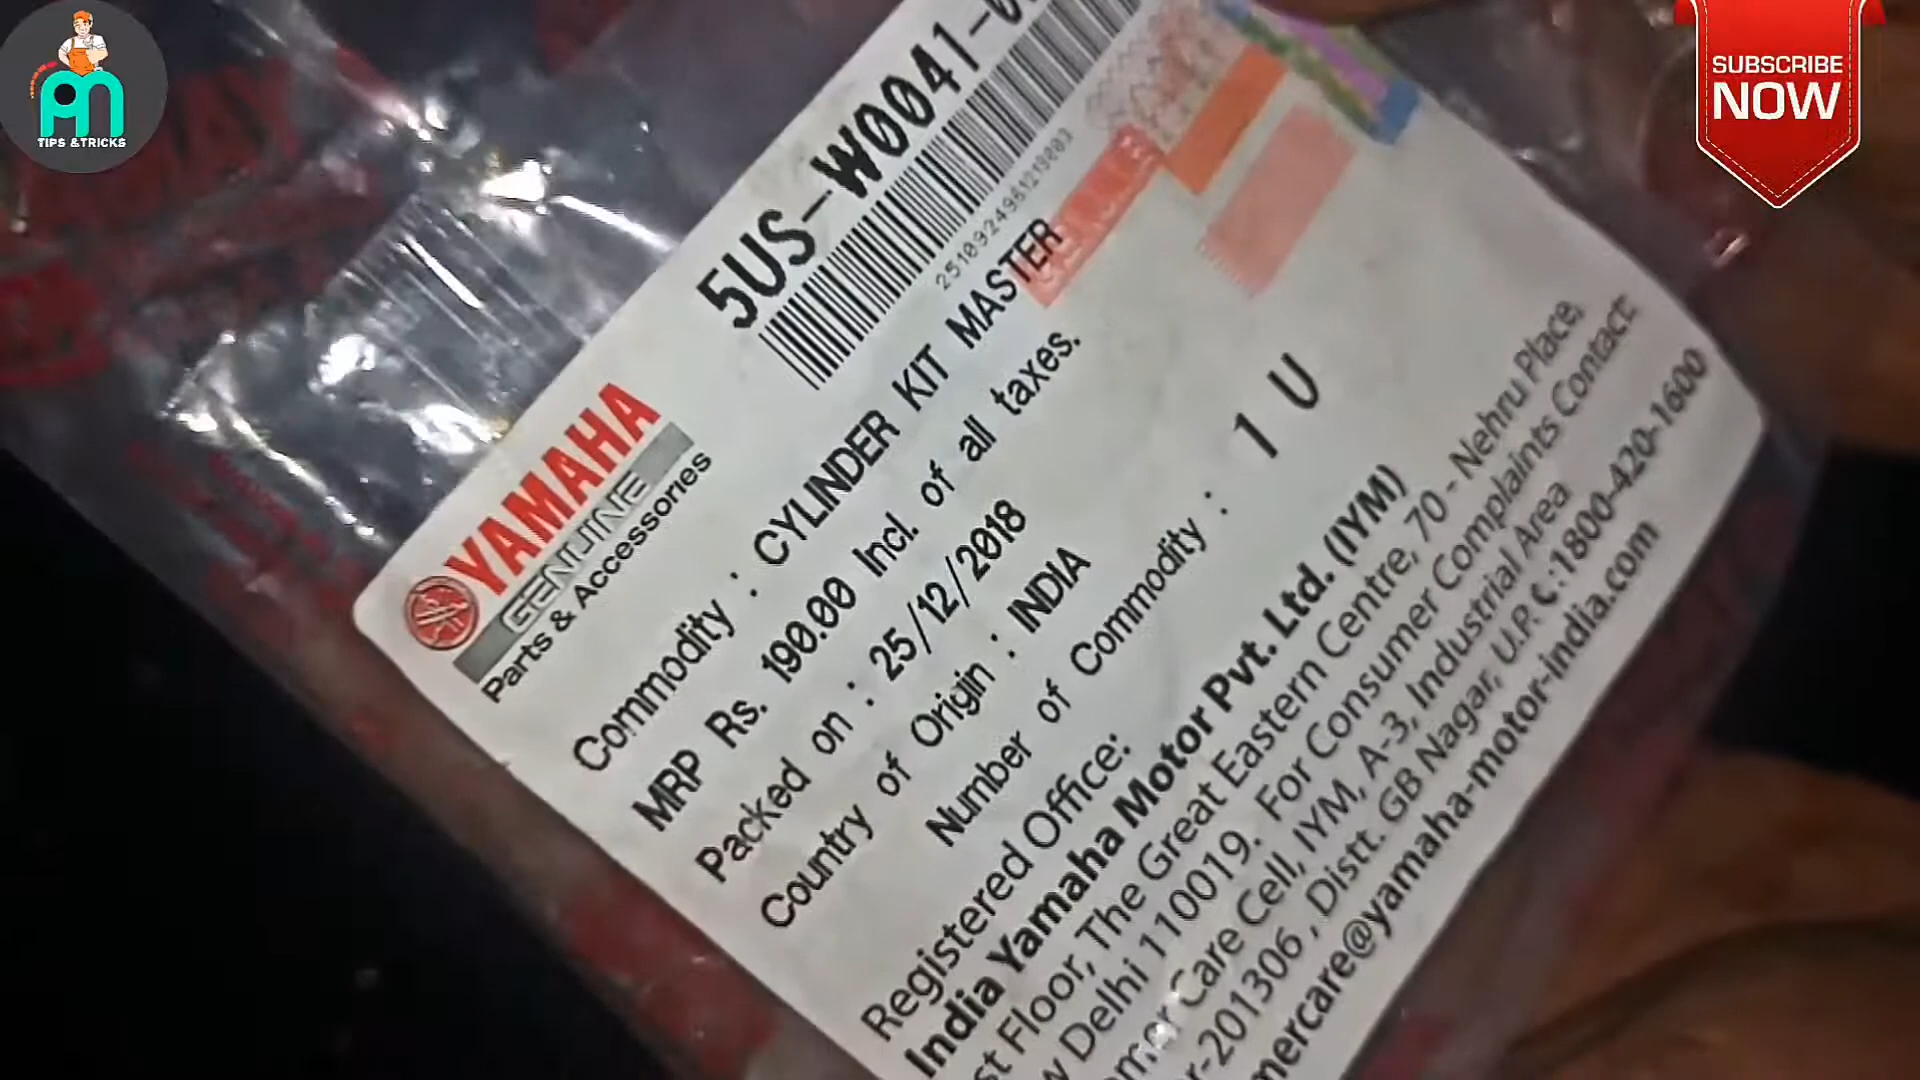 TIPS &TRICKS
SUBSCRIBE
NOW
5US-W0041-0
2510924961219003
YAMAHA
GENUINE
Parts & Accessories
Commodity : CYLINDER KIT MASTER
MRP Rs. 190.00 Incl. of all taxes.
Packed on : 25/12/2018
Country of Origin : INDIA
Number of Commodity : 1 U
Registered Office:
India Yamaha Motor Pvt. Ltd. (IYM)
st Floor, The Great Eastern Centre, 70 - Nehru Place,
Delhi 110019. For Consumer Complaints Contact:
Care Cell, IYM, A-3, Industrial Area
r-201306 , Distt. GB Nagar, U.P. :1800-420-1600
mercare@yamaha-motor-india.com